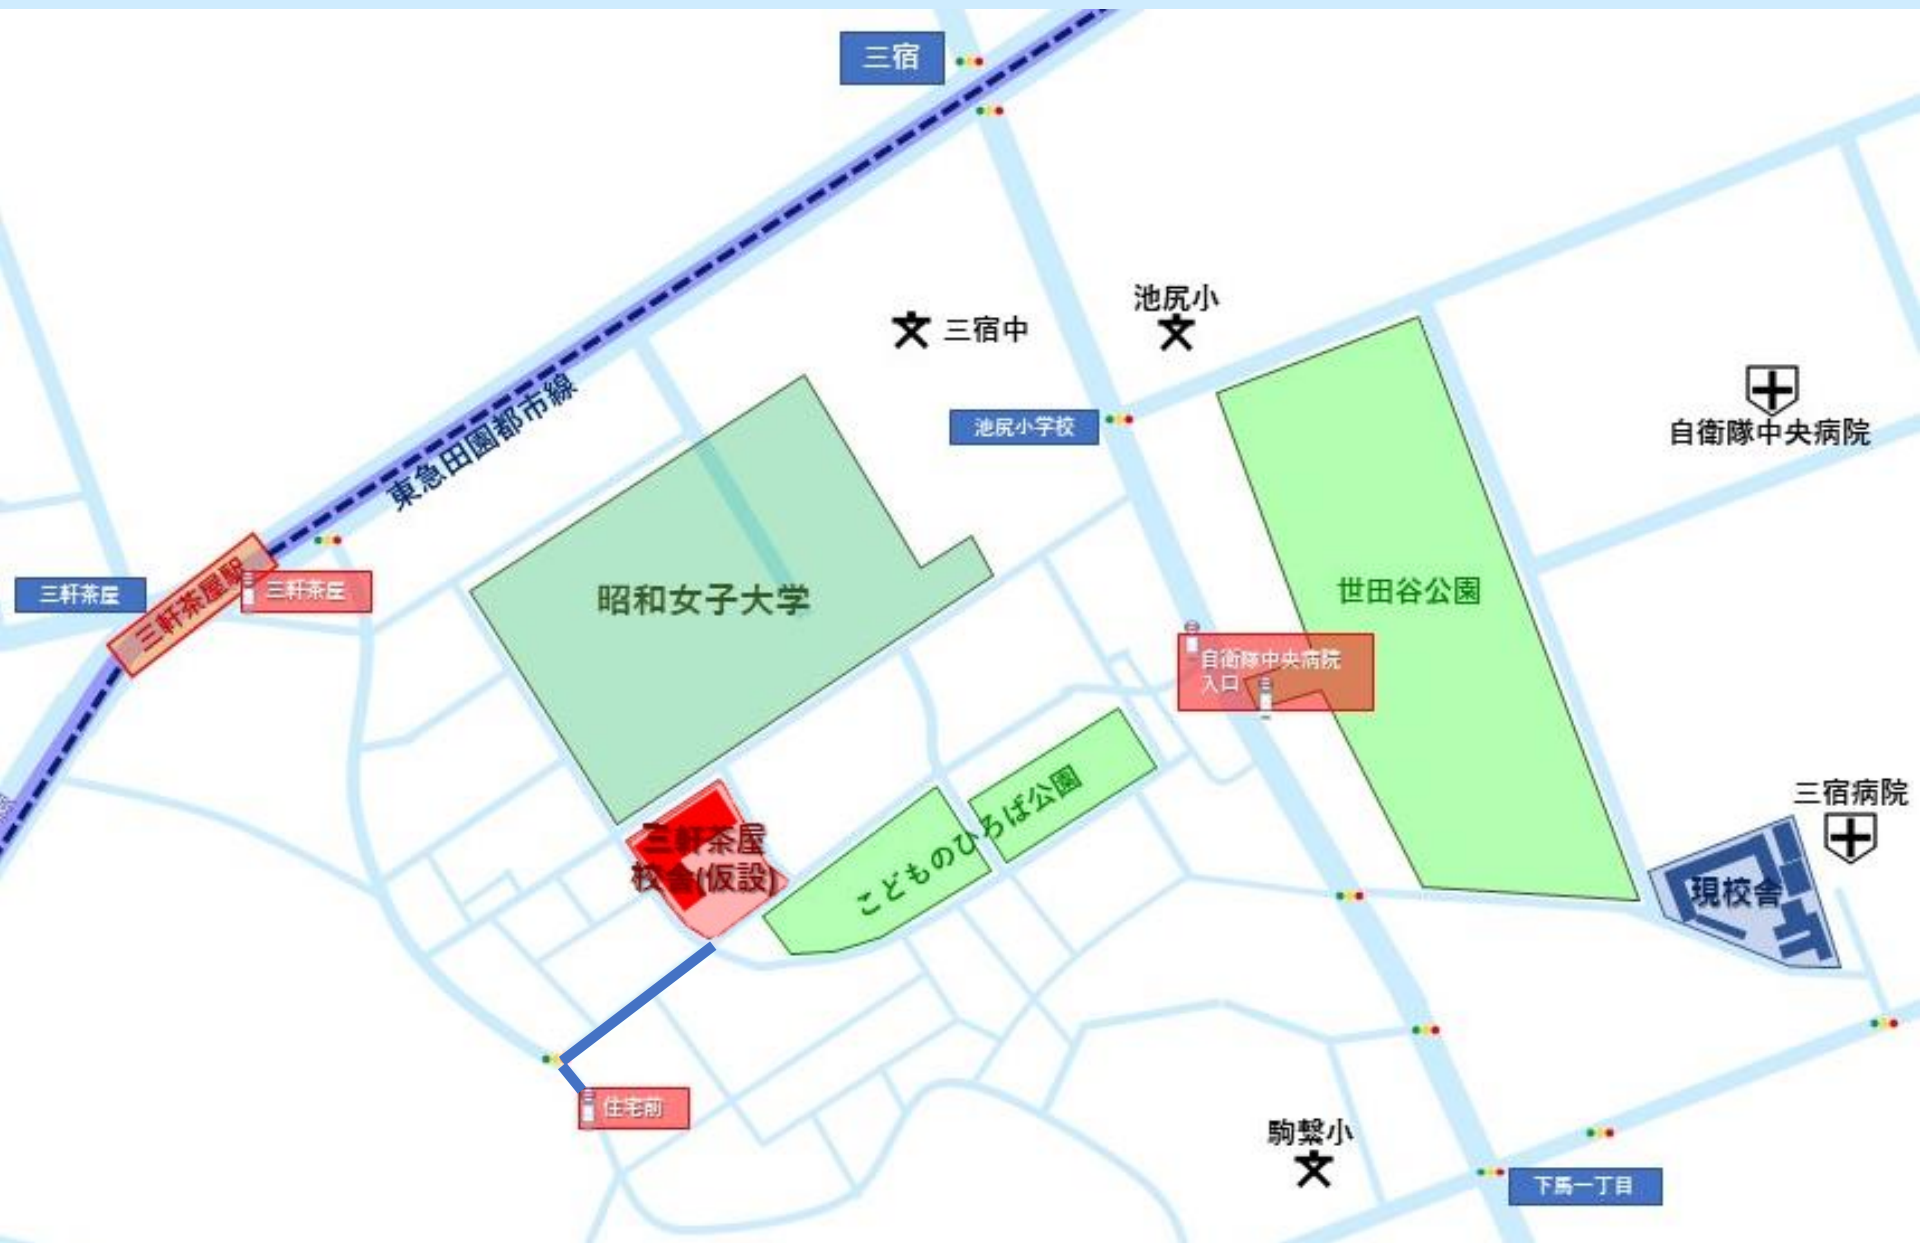 三宿
池尻小
三宿中
東急田園都市線
自衛隊中央病院
池尻小学校
三軒茶屋駅
三軒茶屋
三軒茶屋
昭和女子大学
世田谷公園
自衛隊中央病院
入口
こどものひろば公園
三宿病院
三軒茶屋
校舎(仮設)
現校舎
住宅前
駒繋小
下馬一丁目